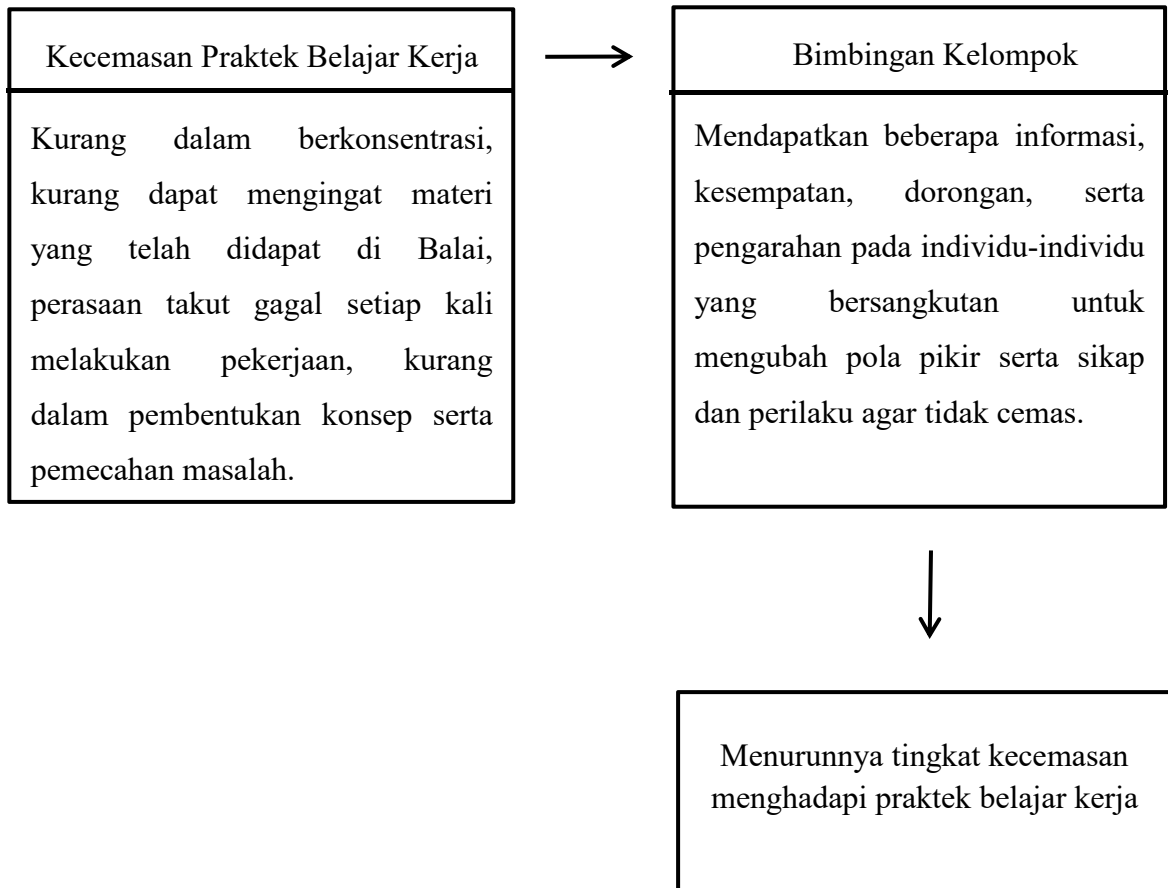 Kecemasan Praktek Belajar Kerja
Kurang dalam berkonsentrasi,
kurang dapat mengingat materi
yang telah didapat di Balai,
perasaan takut gagal setiap kali
melakukan pekerjaan, kurang
dalam pembentukan konsep serta
pemecahan masalah.
Bimbingan Kelompok
Mendapatkan beberapa informasi,
kesempatan, dorongan, serta
pengarahan pada individu-individu
yang bersangkutan untuk
mengubah pola pikir serta sikap
dan perilaku agar tidak cemas.
Menurunnya tingkat kecemasan
menghadapi praktek belajar kerja